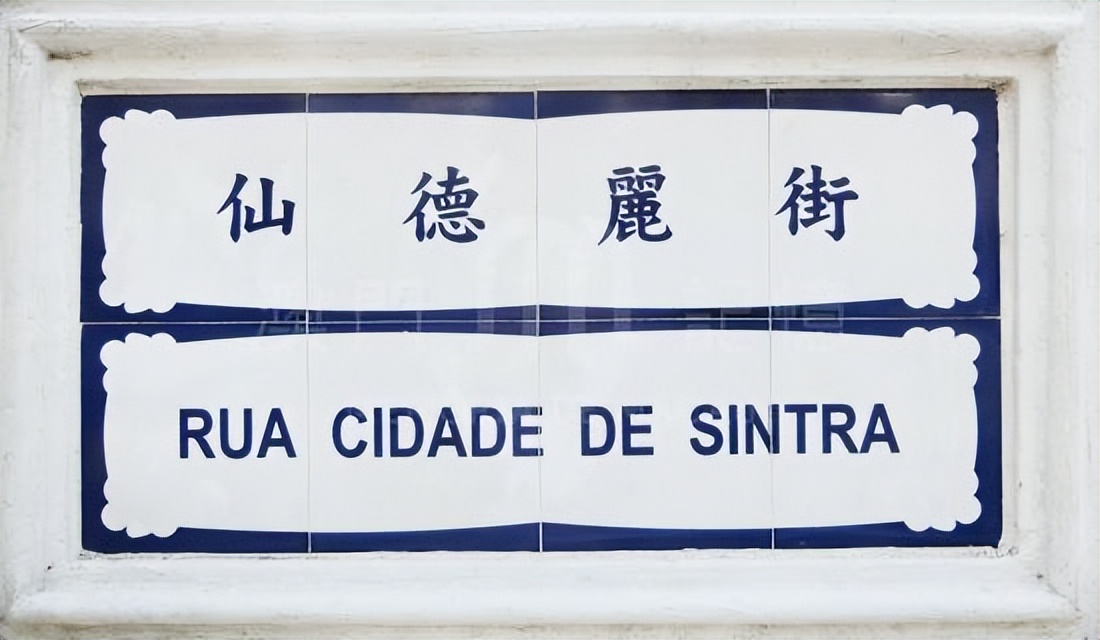 仙德麗街
RUA CIDADE DE SINTRA